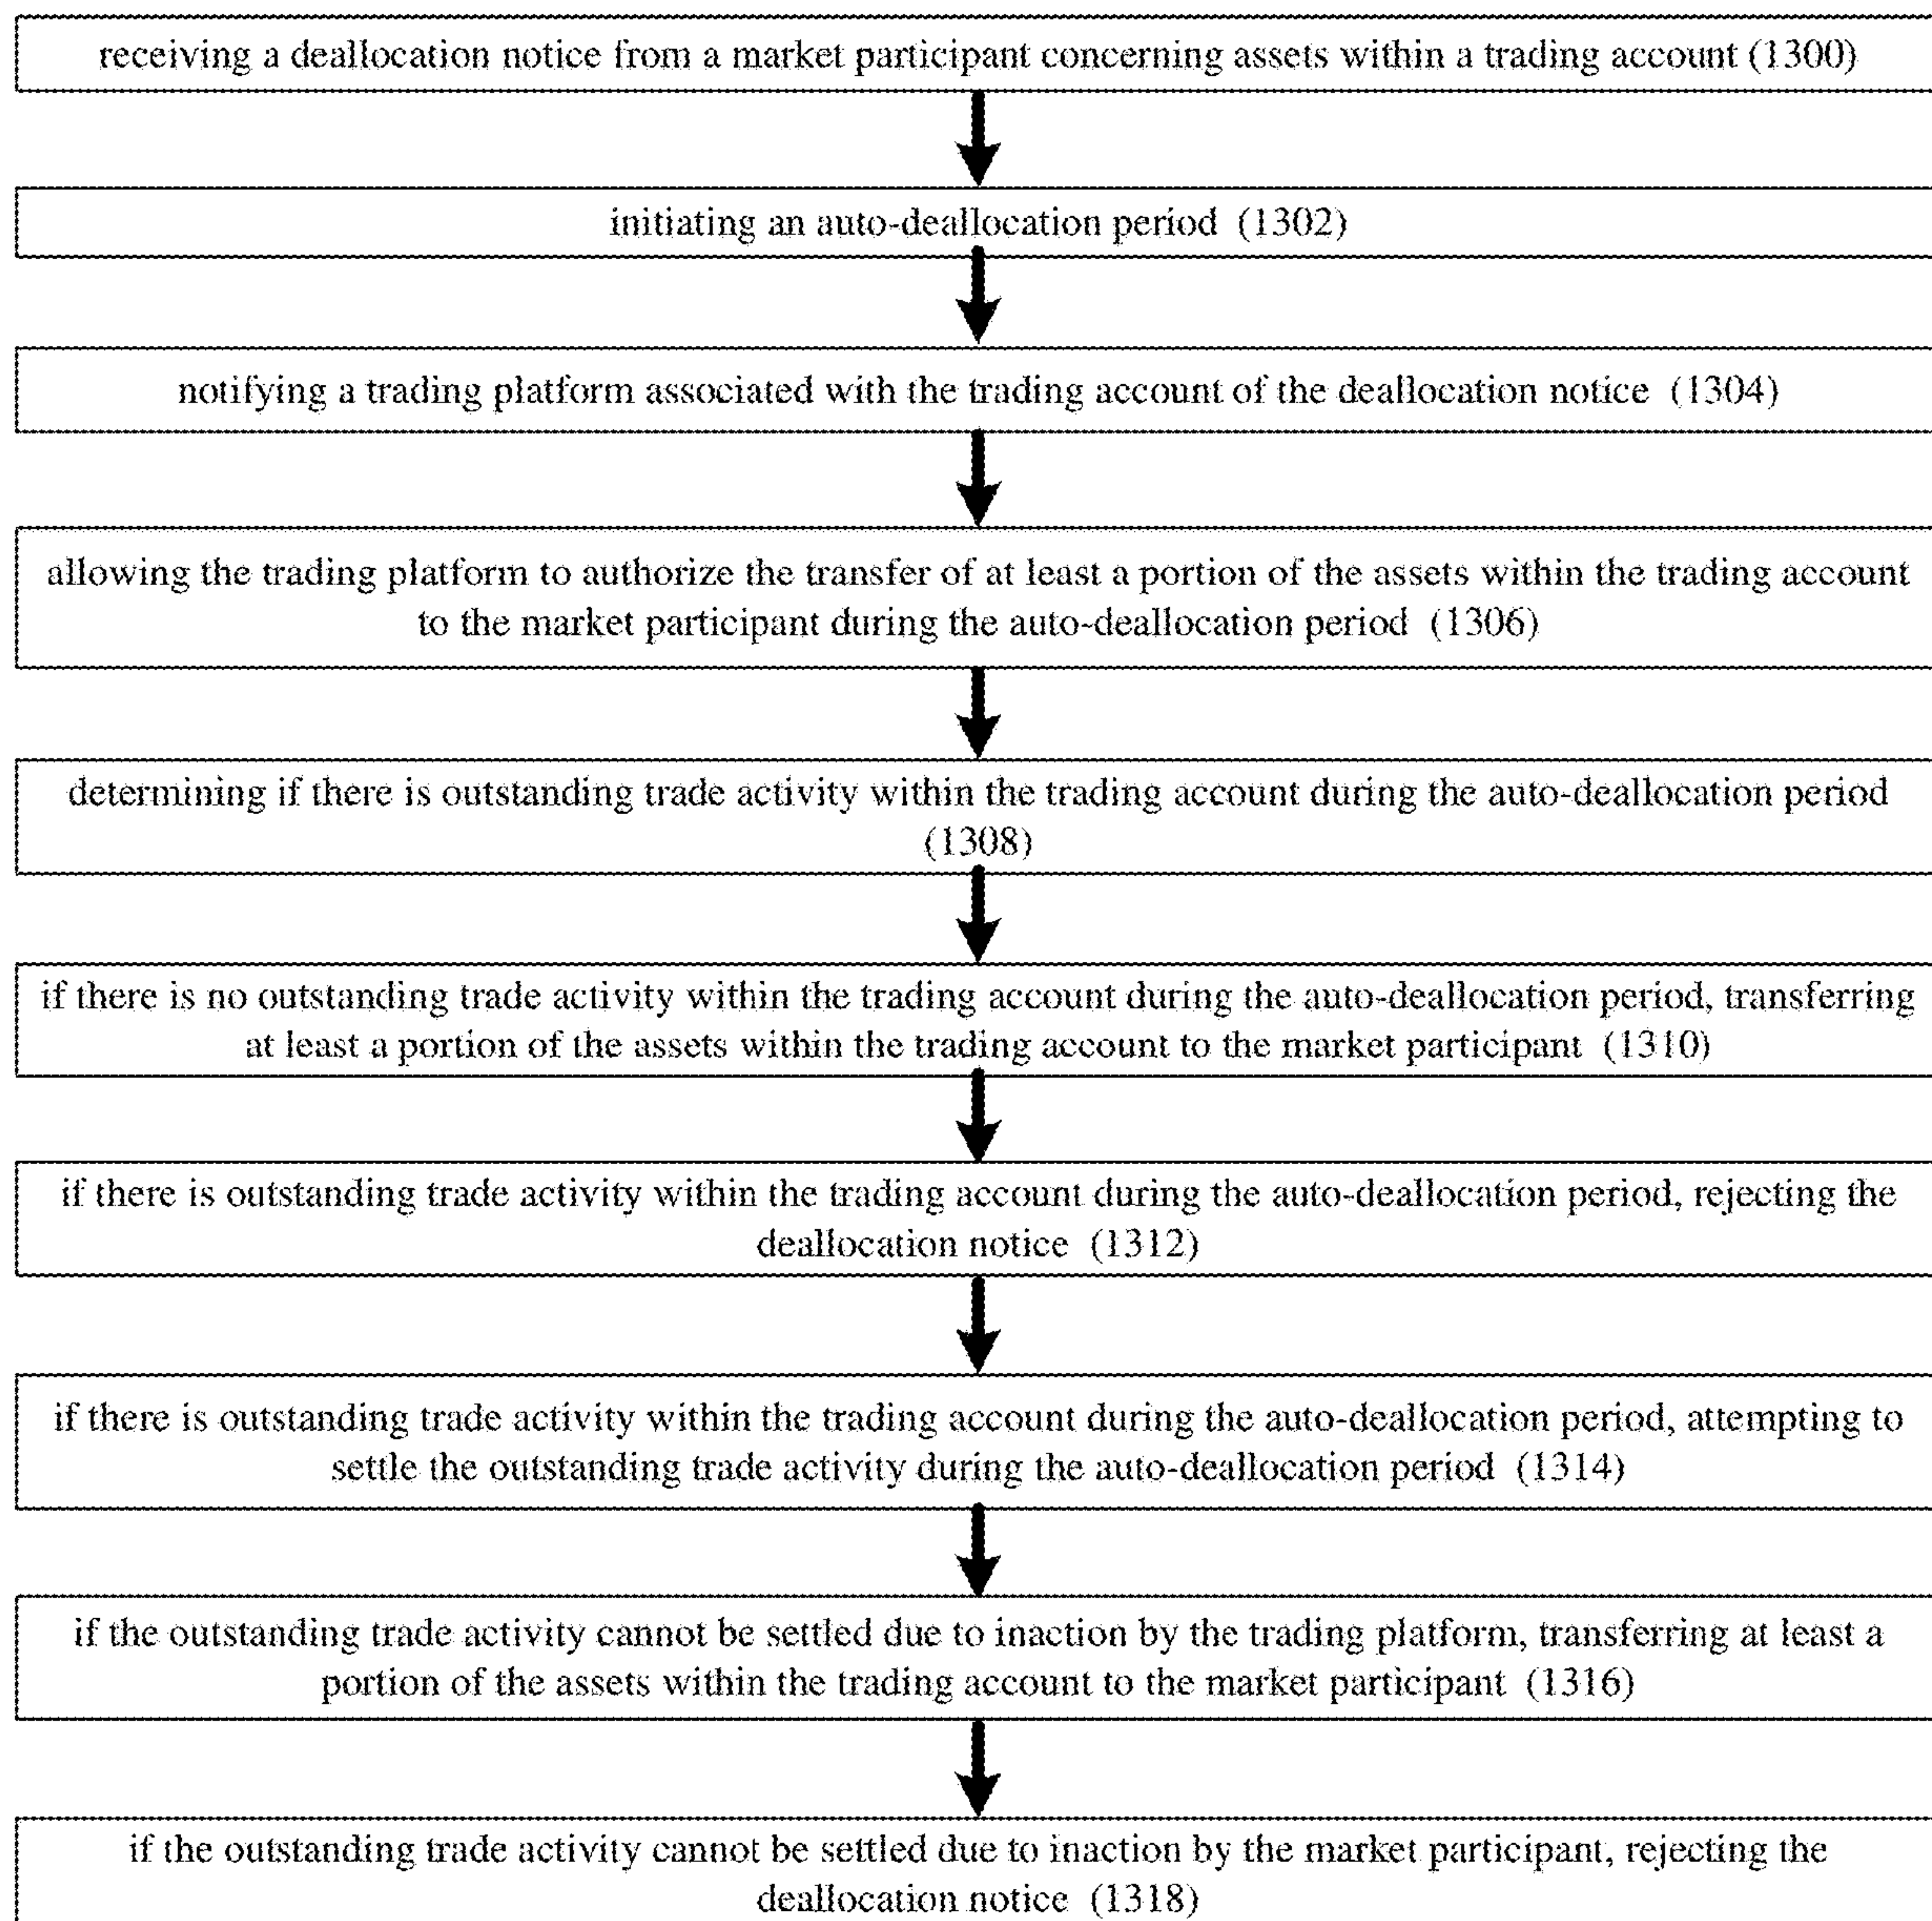 receiving a deallocation notice from a market participant concerning assets within a trading account (1300)
initiating an auto-deallocation period (1302)
notifying a trading platform associated with the trading account of the deallocation notice (1304)
allowing the trading platform to authorize the transfer of at least a portion of the assets within the trading account
to the market participant during the auto-deallocation period (1306)
determining if there is outstanding trade activity within the trading account during the auto-deallocation period
(1308)
if there is no outstanding trade activity within the trading account during the auto-deallocation period, transferring
at least a portion of the assets within the trading account to the market participant (1310)
if there is outstanding trade activity within the trading account during the auto-deallocation period, rejecting the
deallocation notice (1312)
if there is outstanding trade activity within the trading account during the auto-deallocation period, attempting to
settle the outstanding trade activity during the auto-deallocation period (1314)
if the outstanding trade activity cannot be settled due to inaction by the trading platform, transferring at least a
portion of the assets within the trading account to the market participant (1316)
if the outstanding trade activity cannot be settled due to inaction by the market participant, rejecting the
deallocation notice (1318)